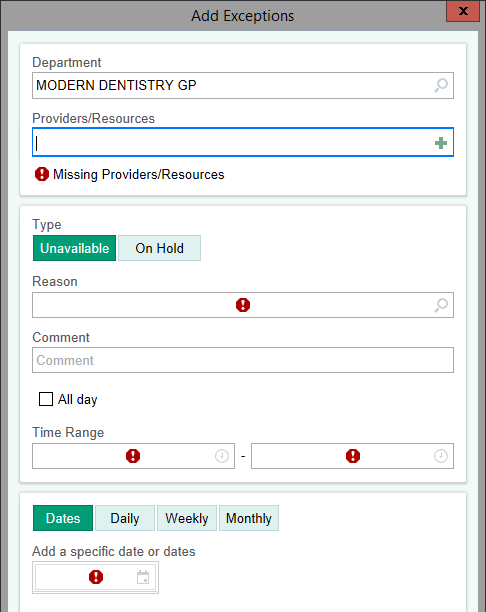 Add Exceptions
Department
MODERN DENTISTRY GP
Providers/Resources
Missing Providers/Resources
Type
Unavailable On Hold
Reason
Comment
Comment
All day
Time Range
-
Dates Daily Weekly Monthly
Add a specific date or dates